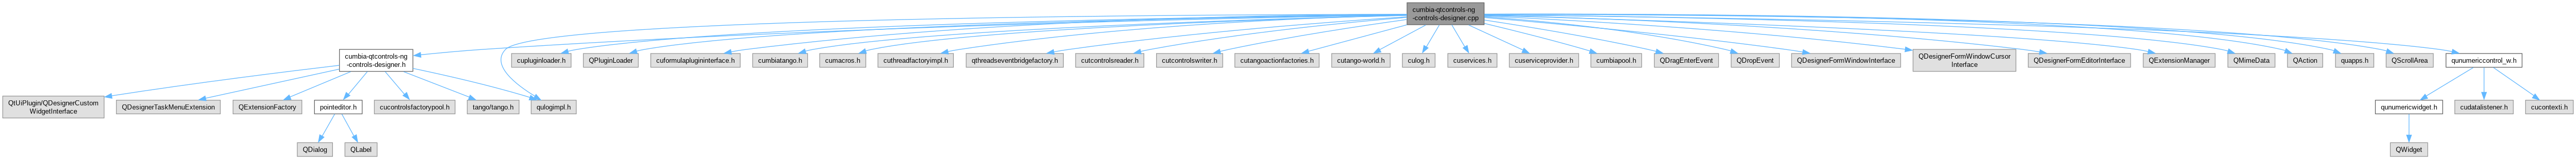 cumbia-qtcontrols-ng
-controls-designer.cpp
cumbia-qtcontrols-ng
-controls-designer.h
cupluginloader.h
QPluginLoader
cuformulaplugininterface.h
cumbiatango.h
cumacros.h
cuthreadfactoryimpl.h
qthreadseventbridgefactory.h
cutcontrolsreader.h
cutcontrolswriter.h
cutangoactionfactories.h
cutango-world.h
culog.h
cuservices.h
cuserviceprovider.h
cumbiapool.h
QDragEnterEvent
QDropEvent
QDesignerFormWindowInterface
QDesignerFormWindowCursor
Interface
QDesignerFormEditorInterface
QExtensionManager
QMimeData
QAction
quapps.h
QScrollArea
qunumericcontrol_w.h
QtUiPlugin/QDesignerCustom
WidgetInterface
QDesignerTaskMenuExtension
QExtensionFactory
pointeditor.h
cucontrolsfactorypool.h
tango/tango.h
qulogimpl.h
qunumericwidget.h
cudatalistener.h
cucontexti.h
QDialog
QLabel
QWidget